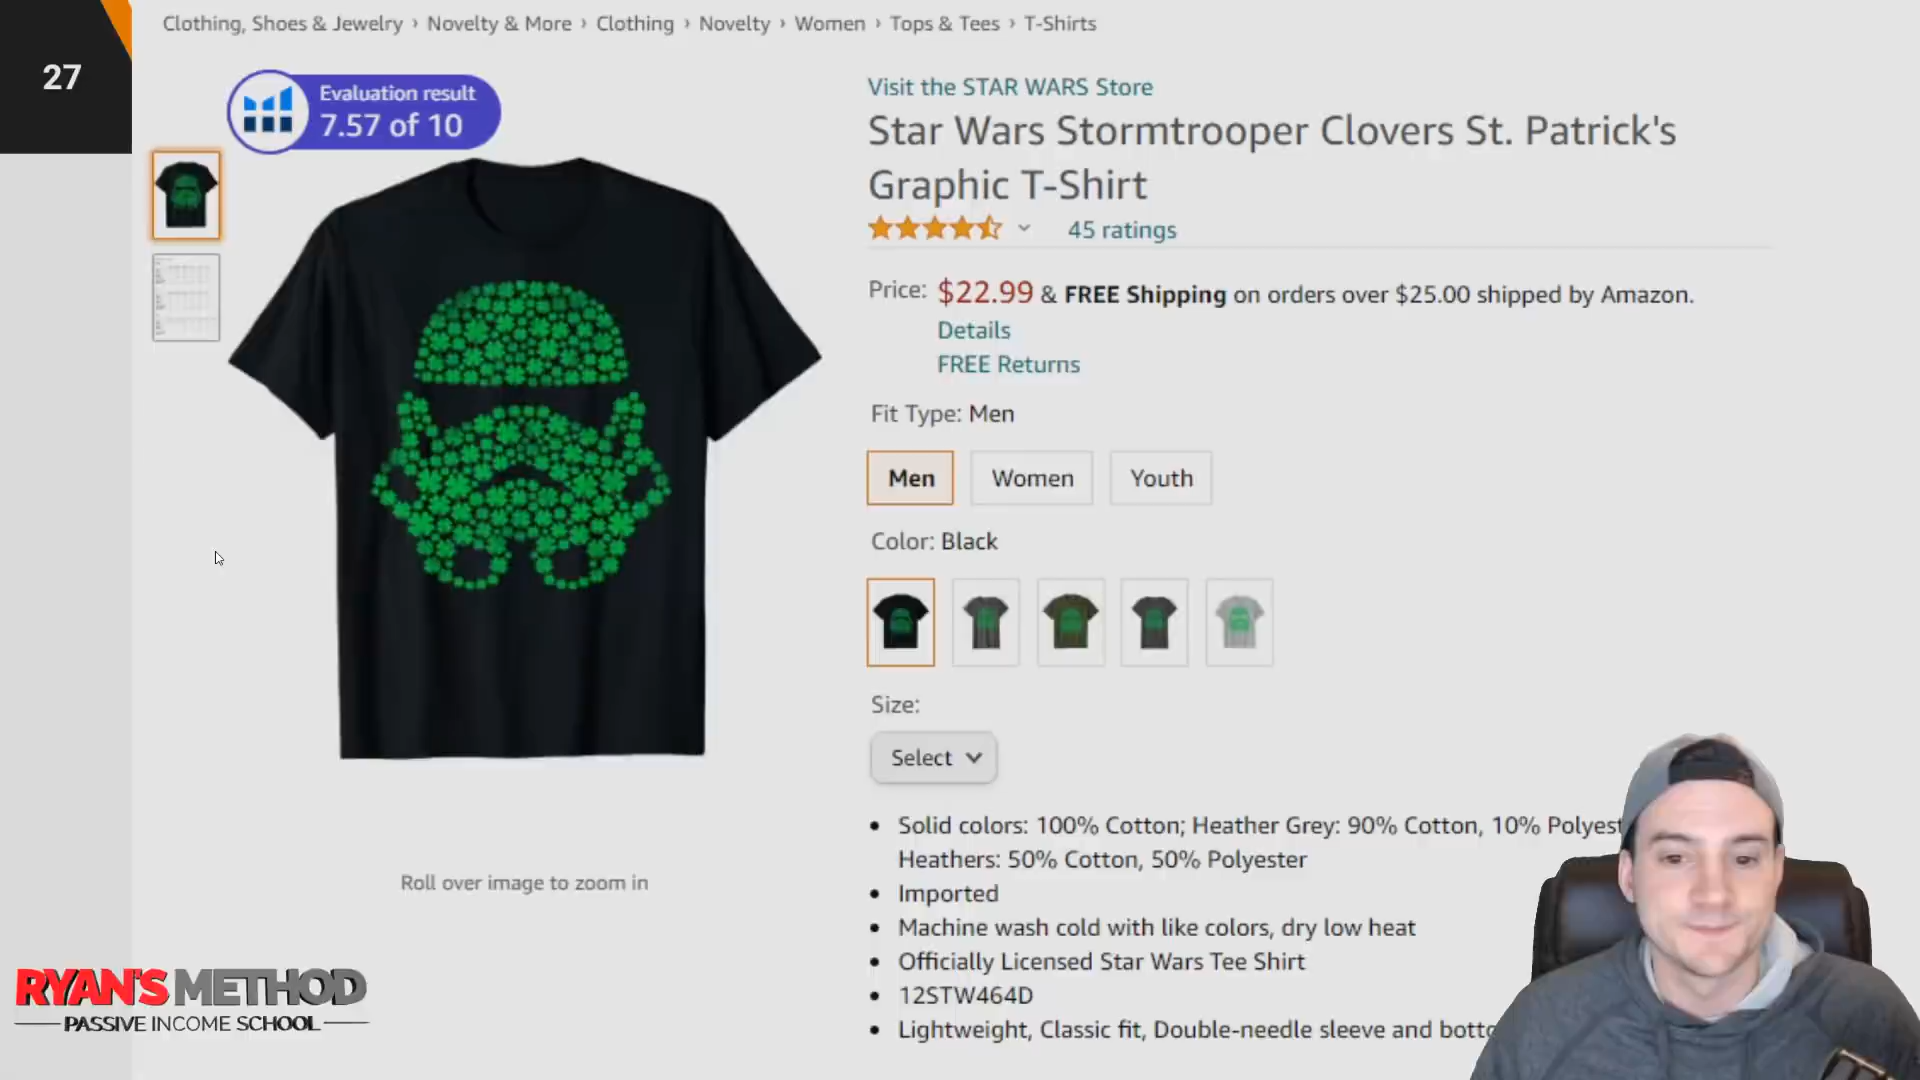 27
Clothing, Shoes & Jewelry › Novelty & More › Clothing › Novelty › Women › Tops & Tees › T-Shirts
Evaluation result
7.57 of 10
Visit the STAR WARS Store
Star Wars Stormtrooper Clovers St. Patrick's
Graphic T-Shirt
45 ratings
Price: $22.99 & FREE Shipping on orders over $25.00 shipped by Amazon.
Details
FREE Returns
Fit Type: Men
Men
Women
Youth
Color: Black
Size:
Select
Roll over image to zoom in
• Solid colors: 100% Cotton; Heather Grey: 90% Cotton, 10% Polyest
Heathers: 50% Cotton, 50% Polyester
• Imported
• Machine wash cold with like colors, dry low heat
• Officially Licensed Star Wars Tee Shirt
• 12STW464D
• Lightweight, Classic fit, Double-needle sleeve and botto
RYAN'S METHOD
PASSIVE INCOME SCHOOL